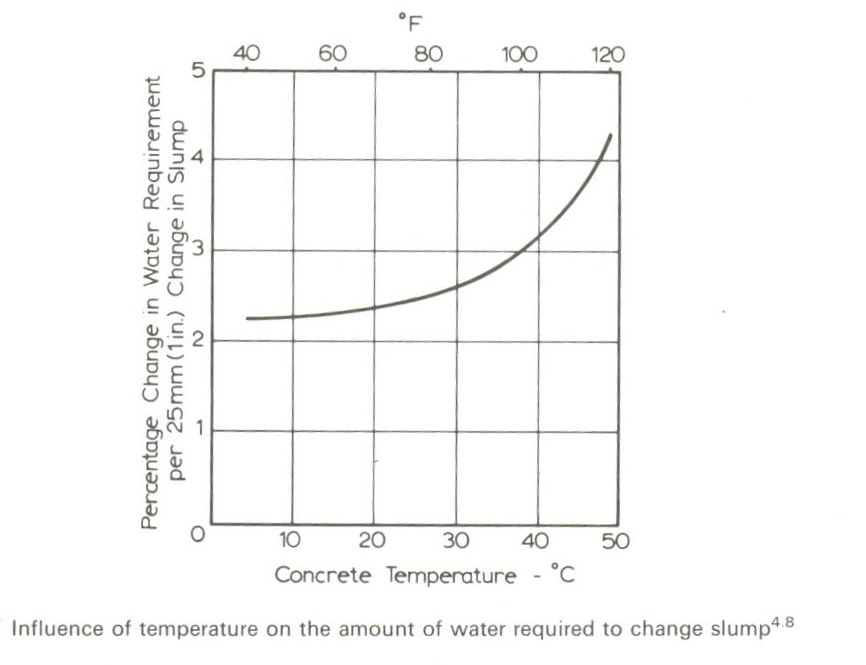 °F
40 60 80 100 120
5
4
3
2
1
0
Percentage Change in Water Requirement
per 25mm (1in.) Change in Slump
10 20 30 40 50
Concrete Temperature - °C
Influence of temperature on the amount of water required to change slump4.8